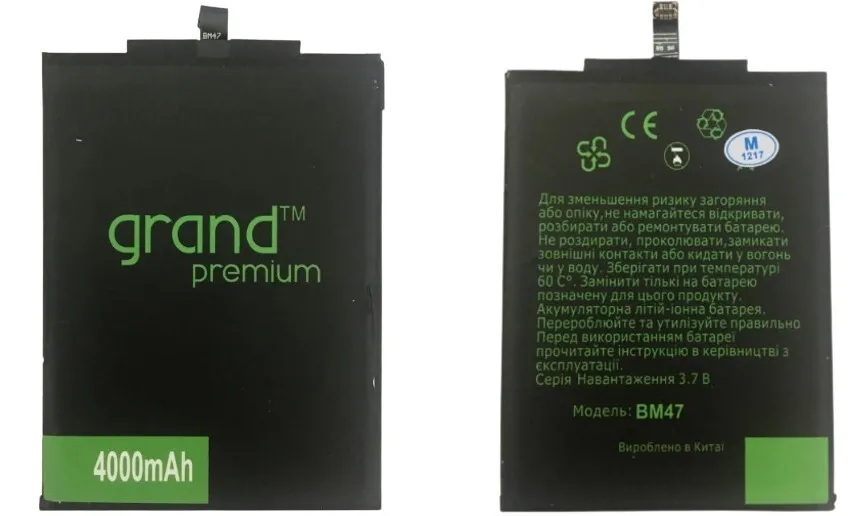 BM47
grand™
premium
4000mAh
CE
M
1217
Для зменьшення ризику загоряння
або опіку,не намагайтеся відкривати,
розбирати або ремонтувати батарею.
Не роздирати, проколювати,замикати
зовнішні контакти або кидати у вогонь
чи у воду. Зберігати при температурі
60 С°. Замінити тількі на батарею
позначену для цього продукту.
Акумуляторна літій-іонна батарея.
Переробляйте та утилізуйте правильно
Перед використанням батареї
прочитайте інструкцію в керівництві з
експлуатації.
Серія Навантаження 3.7 В
Модель: BM47
Вироблено в Китаї